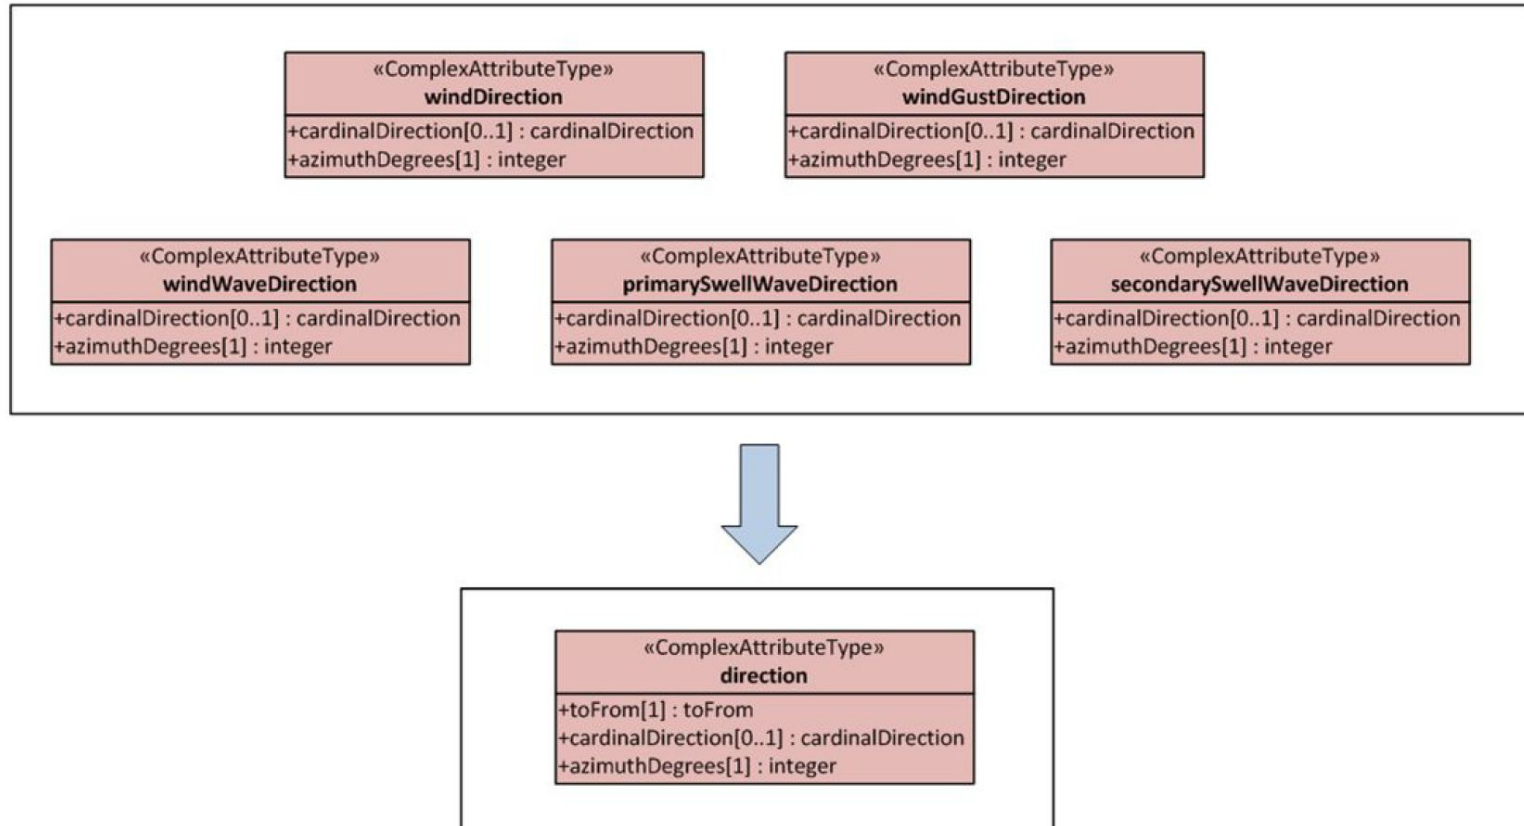 «ComplexAttributeType»
windDirection
+cardinalDirection[0..1] : cardinalDirection
+azimuthDegrees[1] : integer
«ComplexAttributeType»
windGustDirection
+cardinalDirection[0..1] : cardinalDirection
+azimuthDegrees[1] : integer
«ComplexAttributeType»
windWaveDirection
+cardinalDirection[0..1] : cardinalDirection
+azimuthDegrees[1] : integer
«ComplexAttributeType»
primarySwellWaveDirection
+cardinalDirection[0..1] : cardinalDirection
+azimuthDegrees[1] : integer
«ComplexAttributeType»
secondarySwellWaveDirection
+cardinalDirection[0..1] : cardinalDirection
+azimuthDegrees[1] : integer
«ComplexAttributeType»
direction
+toFrom[1] : toFrom
+cardinalDirection[0..1] : cardinalDirection
+azimuthDegrees[1] : integer